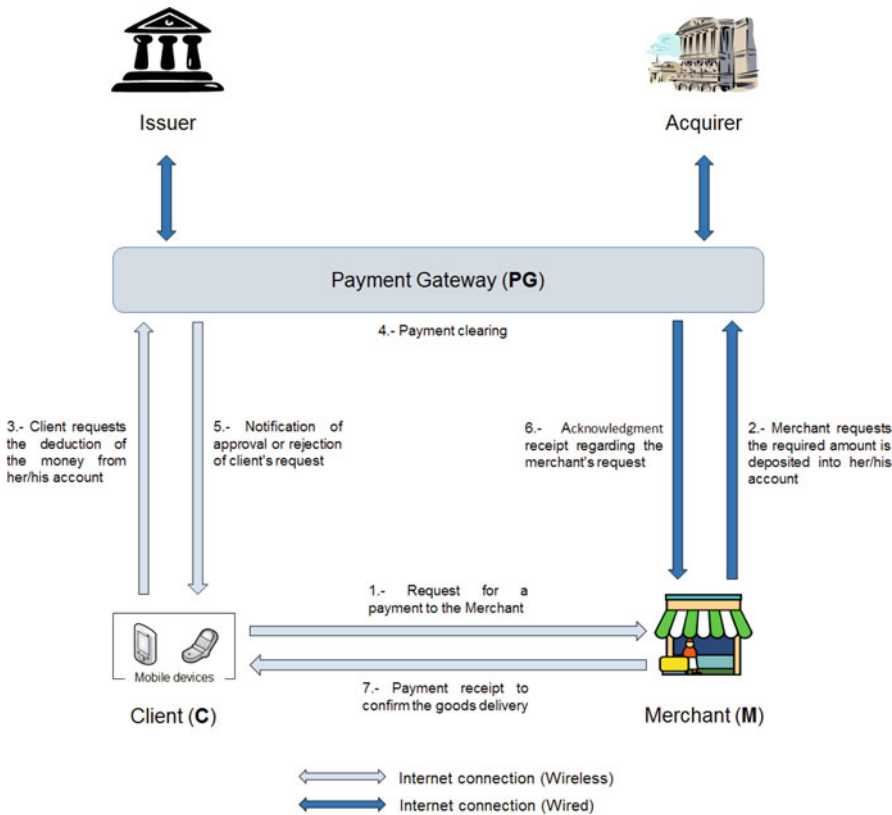 Issuer
Acquirer
Payment Gateway (PG)
4.- Payment clearing
3.- Client requests
the deduction of
the money from
her/his account
5.- Notification of
approval or rejection
of client's request
6.- Acknowledgment
receipt regarding the
merchant's request
2.- Merchant requests
the required amount is
deposited into her/his
account
1.- Request for a
payment to the Merchant
Mobile devices
7.- Payment receipt to
confirm the goods delivery
Client (C)
Merchant (M)
Internet connection (Wireless)
Internet connection (Wired)